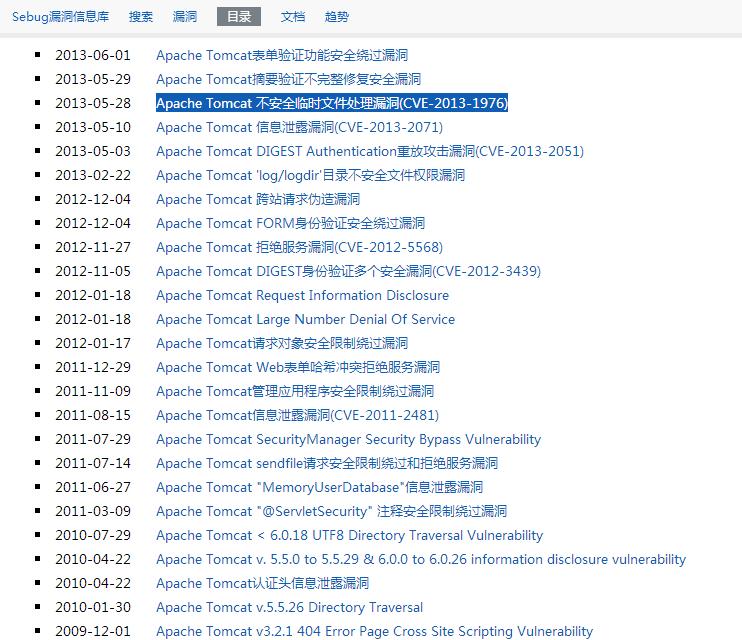 Sebug漏洞信息库 搜索 漏洞 目录 文档 趋势
2013-06-01 Apache Tomcat表单验证功能安全绕过漏洞
2013-05-29 Apache Tomcat摘要验证不完整修复安全漏洞
2013-05-28 Apache Tomcat 不安全临时文件处理漏洞(CVE-2013-1976)
2013-05-10 Apache Tomcat 信息泄露漏洞(CVE-2013-2071)
2013-05-03 Apache Tomcat DIGEST Authentication重放攻击漏洞(CVE-2013-2051)
2013-02-22 Apache Tomcat 'log/logdir'目录不安全文件权限漏洞
2012-12-04 Apache Tomcat 跨站请求伪造漏洞
2012-12-04 Apache Tomcat FORM身份验证安全绕过漏洞
2012-11-27 Apache Tomcat 拒绝服务漏洞(CVE-2012-5568)
2012-11-05 Apache Tomcat DIGEST身份验证多个安全漏洞(CVE-2012-3439)
2012-01-18 Apache Tomcat Request Information Disclosure
2012-01-18 Apache Tomcat Large Number Denial Of Service
2012-01-17 Apache Tomcat请求对象安全限制绕过漏洞
2011-12-29 Apache Tomcat Web表单哈希冲突拒绝服务漏洞
2011-11-09 Apache Tomcat管理应用程序安全限制绕过漏洞
2011-08-15 Apache Tomcat信息泄露漏洞(CVE-2011-2481)
2011-07-29 Apache Tomcat SecurityManager Security Bypass Vulnerability
2011-07-14 Apache Tomcat sendfile请求安全限制绕过和拒绝服务漏洞
2011-06-27 Apache Tomcat "MemoryUserDatabase"信息泄露漏洞
2011-03-09 Apache Tomcat "@ServletSecurity" 注释安全限制绕过漏洞
2010-07-29 Apache Tomcat < 6.0.18 UTF8 Directory Traversal Vulnerability
2010-04-22 Apache Tomcat v. 5.5.0 to 5.5.29 & 6.0.0 to 6.0.26 information disclosure vulnerability
2010-04-22 Apache Tomcat认证头信息泄露漏洞
2010-01-30 Apache Tomcat v.5.5.26 Directory Traversal
2009-12-01 Apache Tomcat v3.2.1 404 Error Page Cross Site Scripting Vulnerability